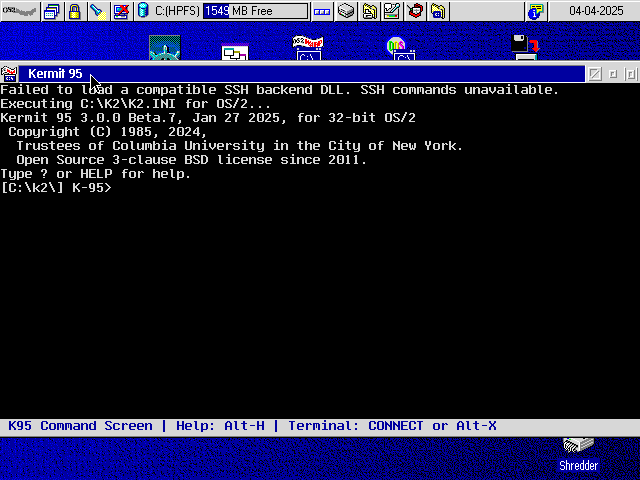 C:(HPFS) 1549 MB Free
04-04-2025
Kermit 95
Failed to load a compatible SSH backend DLL. SSH commands unavailable.
Executing C:\K2\K2.INI for OS/2...
Kermit 95 3.0.0 Beta.7, Jan 27 2025, for 32-bit OS/2
Copyright (C) 1985, 2024,
Trustees of Columbia University in the City of New York.
Open Source 3-clause BSD license since 2011.
Type ? or HELP for help.
[C:\k2\] K-95>
K95 Command Screen | Help: Alt-H | Terminal: CONNECT or Alt-X
Shredder